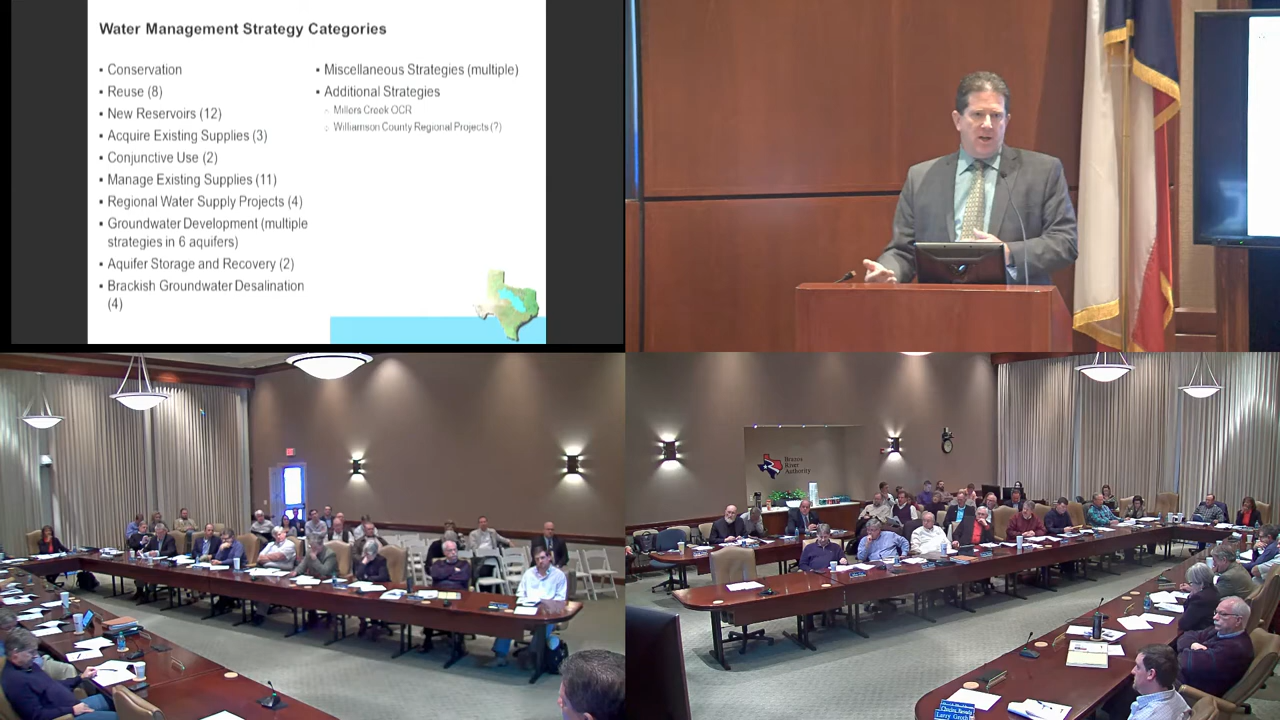 Water Management Strategy Categories
▪ Conservation
▪ Reuse (8)
▪ New Reservoirs (12)
▪ Acquire Existing Supplies (3)
▪ Conjunctive Use (2)
▪ Manage Existing Supplies (11)
▪ Regional Water Supply Projects (4)
▪ Groundwater Development (multiple
strategies in 6 aquifers)
▪ Aquifer Storage and Recovery (2)
▪ Brackish Groundwater Desalination
(4)
▪ Miscellaneous Strategies (multiple)
▪ Additional Strategies
○ Millers Creek OCR
○ Williamson County Regional Projects (?)
Brazos
River
Authority
Larry Groth